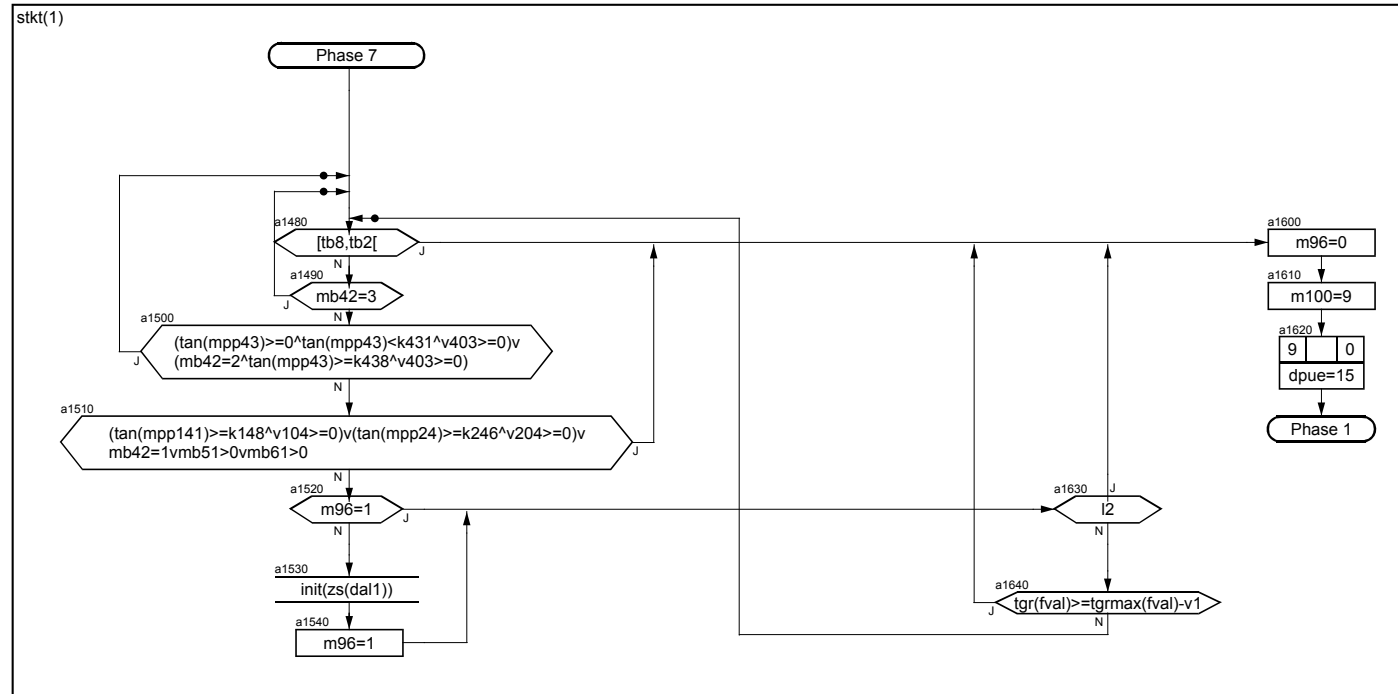 stkt(1)
Phase 7
a1480
[tb8,tb2[
J
N
a1490
mb42=3
J
N
a1500
(tan(mpp43)>=0^tan(mpp43)<k431^v403>=0)v
(mb42=2^tan(mpp43)>=k438^v403>=0)
J
N
a1510
(tan(mpp141)>=k148^v104>=0)v(tan(mpp24)>=k246^v204>=0)v
mb42=1vmb51>0vmb61>0
J
N
a1520
m96=1
J
N
a1530
init(zs(dal1))
a1540
m96=1
a1630
J
l2
N
a1640
tgr(fval)>=tgrmax(fval)-v1
J
N
a1600
m96=0
a1610
m100=9
a1620
9 0
dpue=15
Phase 1